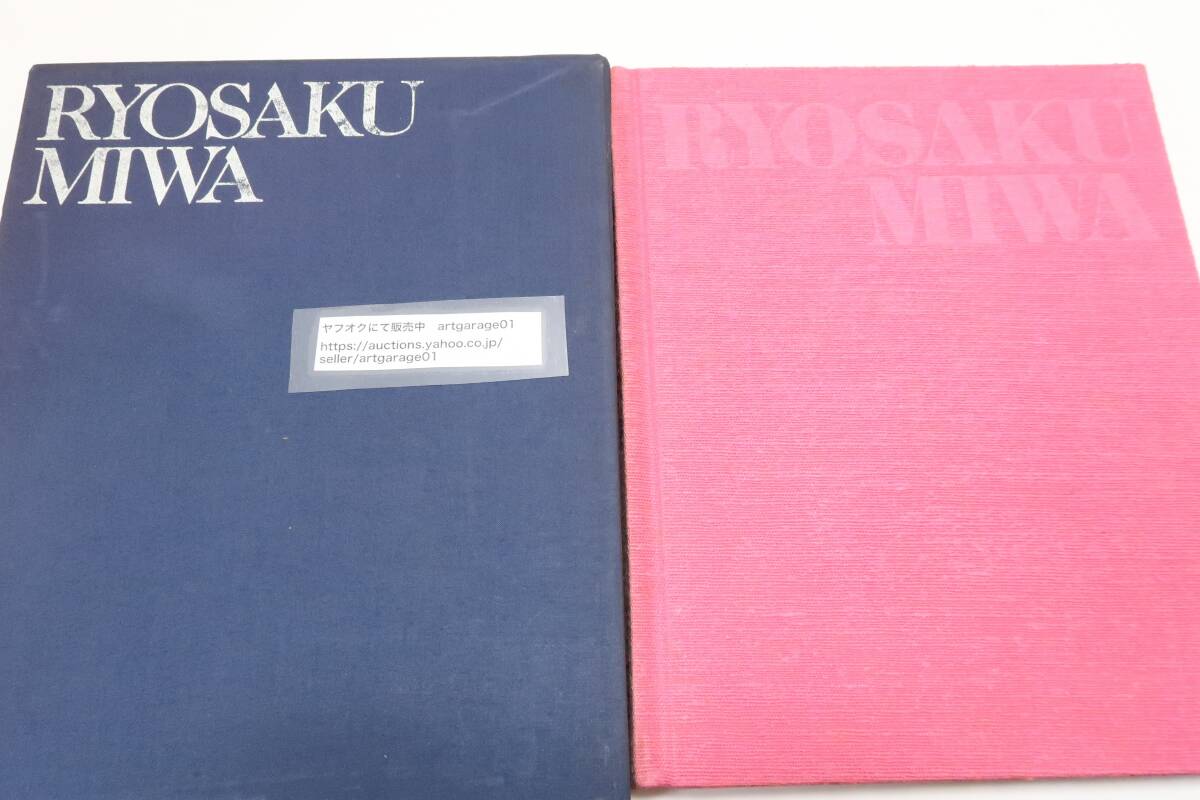 RYOSAKU
MIWA
ヤフオクにて販売中　artgarage01
https://auctions.yahoo.co.jp/
seller/artgarage01
RYOSAKU
MIWA